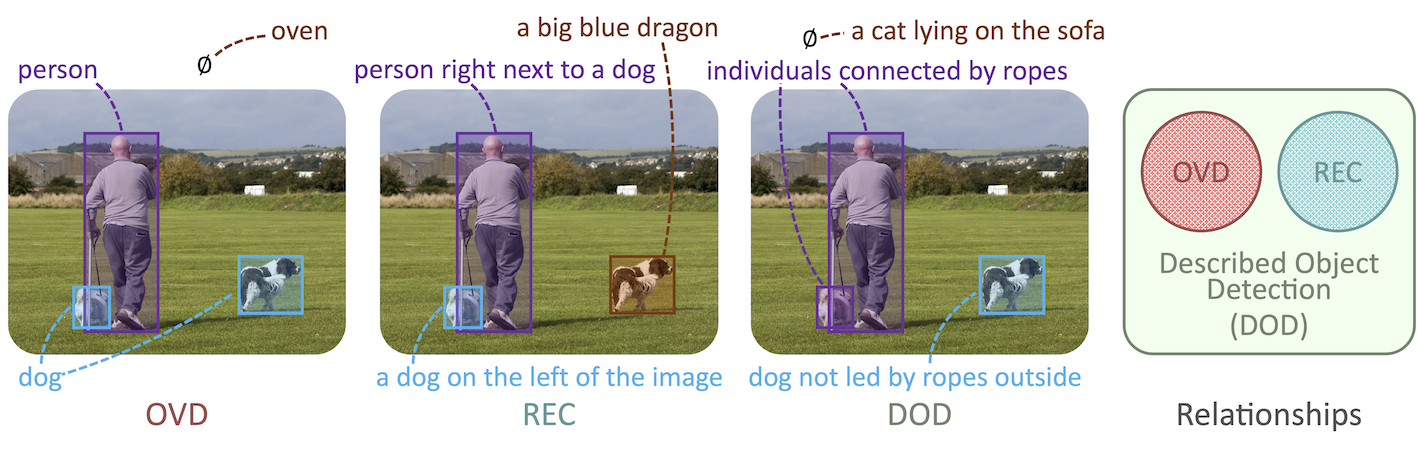 ∅ oven
person
dog
OVD
a big blue dragon
person right next to a dog
a dog on the left of the image
REC
∅ a cat lying on the sofa
individuals connected by ropes
dog not led by ropes outside
DOD
OVD
REC
Described Object
Detection
(DOD)
Relationships